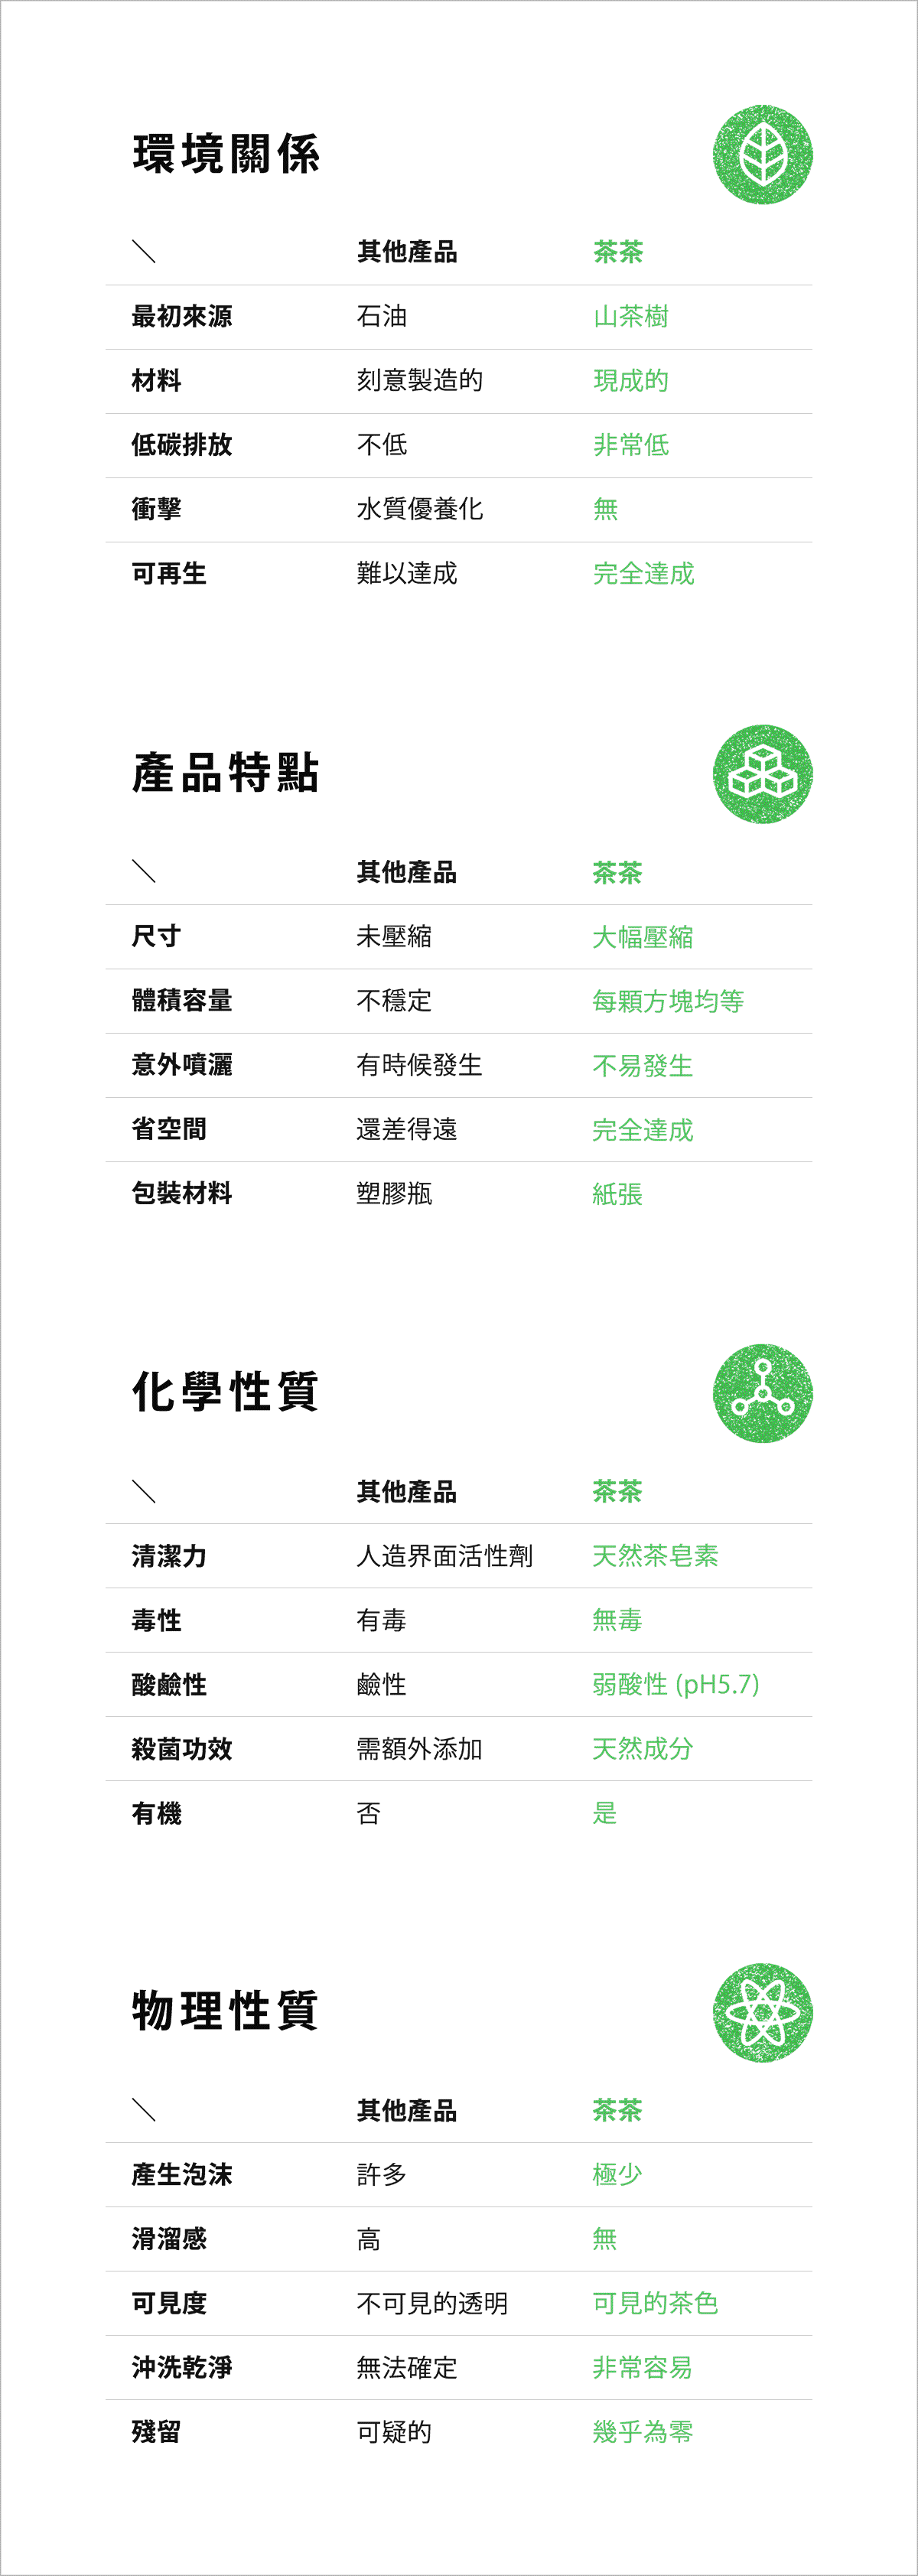 環境關係
＼ 其他產品 茶茶
最初來源 石油 山茶樹
材料 刻意製造的 現成的
低碳排放 不低 非常低
衝擊 水質優養化 無
可再生 難以達成 完全達成
產品特點
＼ 其他產品 茶茶
尺寸 未壓縮 大幅壓縮
體積容量 不穩定 每顆方塊均等
意外噴灑 有時候發生 不易發生
省空間 還差得遠 完全達成
包裝材料 塑膠瓶 紙張
化學性質
＼ 其他產品 茶茶
清潔力 人造界面活性劑 天然茶皂素
毒性 有毒 無毒
酸鹼性 鹼性 弱酸性 (pH5.7)
殺菌功效 需額外添加 天然成分
有機 否 是
物理性質
＼ 其他產品 茶茶
產生泡沫 許多 極少
滑溜感 高 無
可見度 不可見的透明 可見的茶色
沖洗乾淨 無法確定 非常容易
殘留 可疑的 幾乎為零